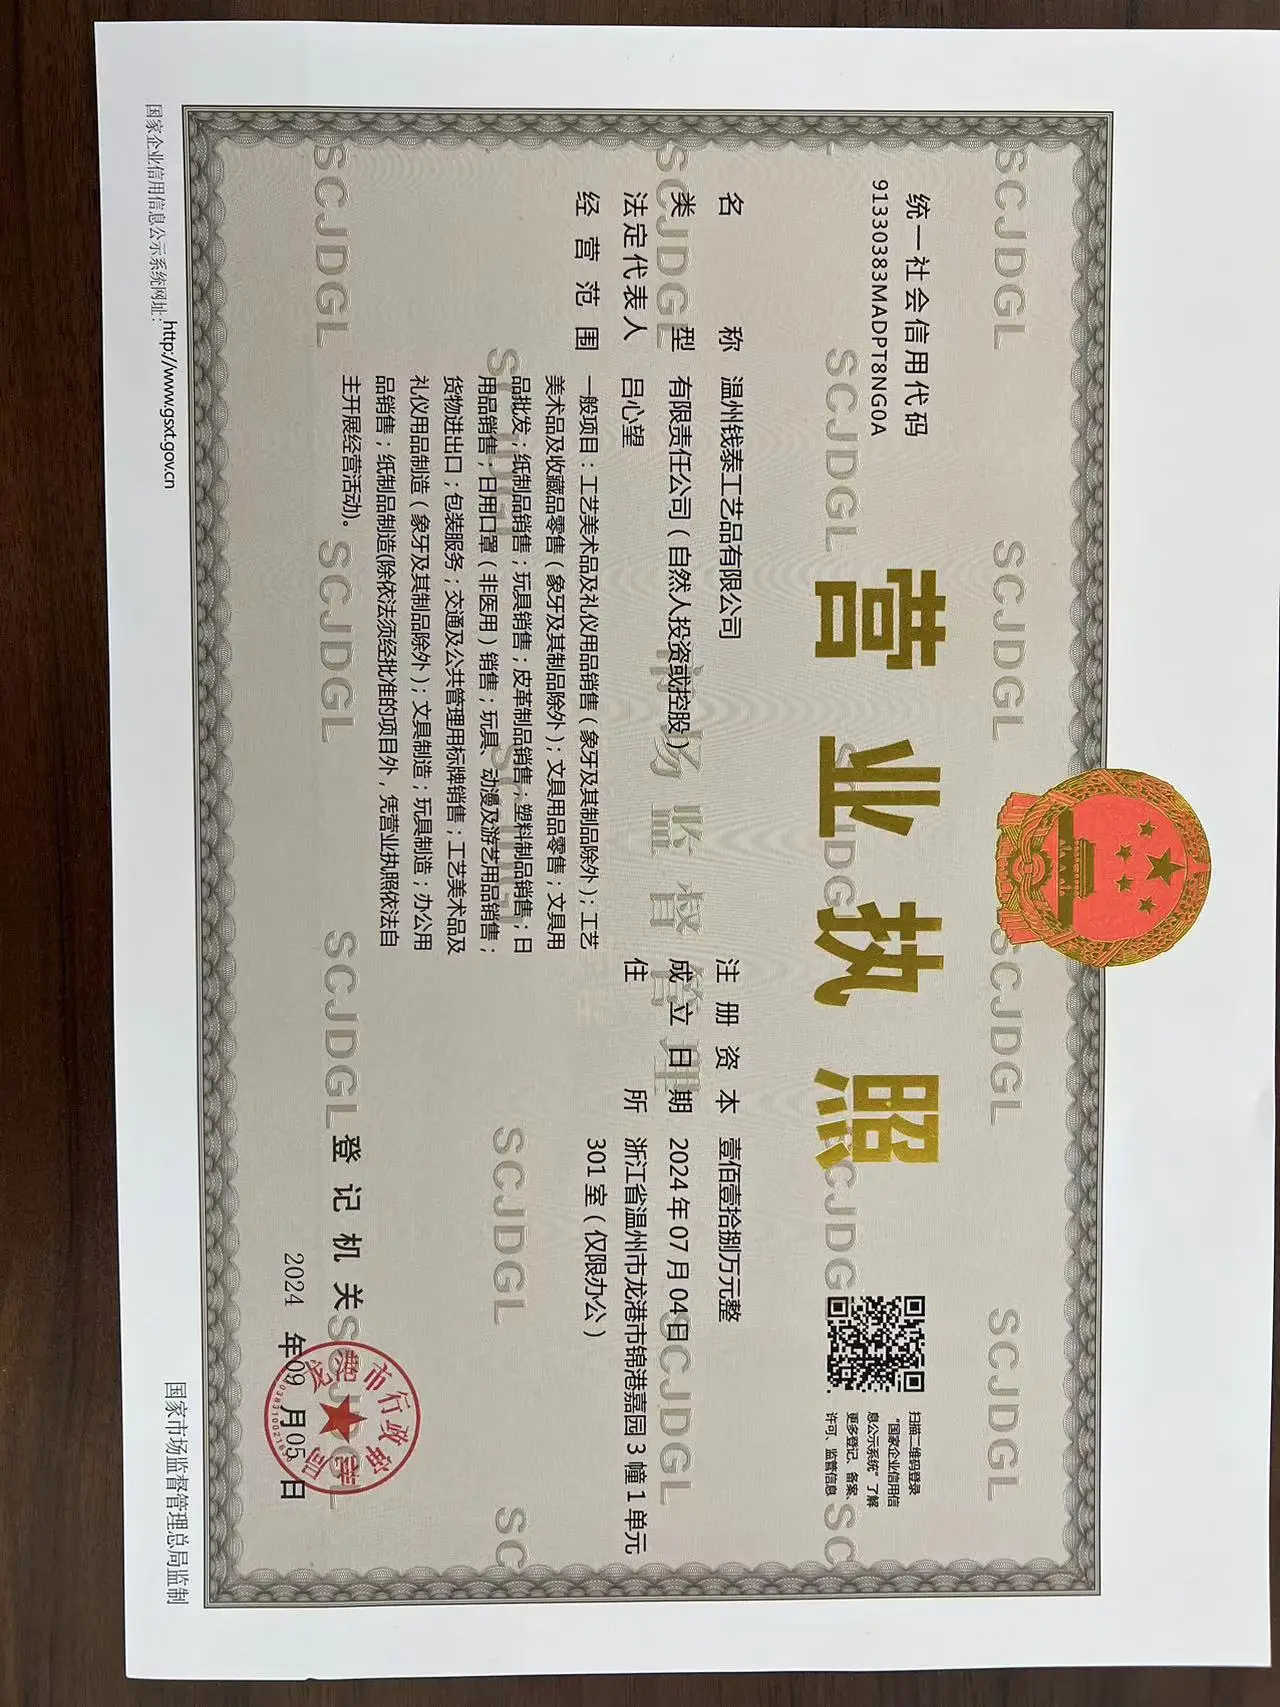 统一社会信用代码
91330383MADPT8NG0A
营业执照
扫描二维码登录
“国家企业信用信
息公示系统”了解
更多登记、备案、
许可、监管信息
名称 温州钱泰工艺品有限公司
类型 有限责任公司（自然人投资或控股）
法定代表人 吕心望
经营范围 一般项目：工艺美术品及礼仪用品销售（象牙及其制品除外）；工艺
美术品及收藏品零售（象牙及其制品除外）；文具用品零售；文具用
品批发；纸制品销售；玩具销售；皮革制品销售；塑料制品销售；日
用品销售；日用口罩（非医用）销售；玩具、动漫及游艺用品销售；
货物进出口；包装服务；交通及公共管理用标牌销售；工艺美术品及
礼仪用品制造（象牙及其制品除外）；文具制造；玩具制造；办公用
品销售；纸制品制造(除依法须经批准的项目外，凭营业执照依法自
主开展经营活动)。
注册资本 壹佰壹拾捌万元整
成立日期 2024年07月04日
住所 浙江省温州市龙港市锦港嘉园3幢1单元
301室（仅限办公）
登记机关
龙港市行政审批局
2024年09月05日
国家企业信用信息公示系统网址：http://www.gsxt.gov.cn
国家市场监督管理总局监制
市场监督管理
SCJDGL